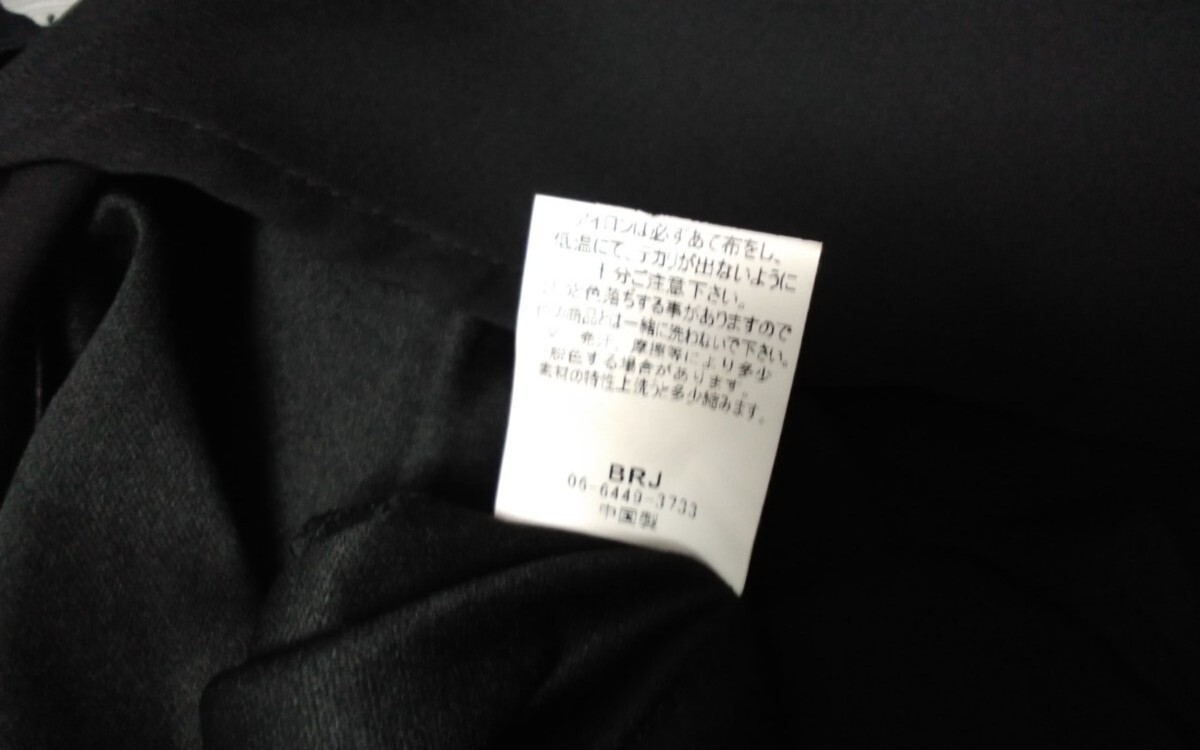 アイロンは必ずあて布をし、
低温にて、テカリが出ないように
十分ご注意下さい。
色落ちする事がありますので
商品とは一緒に洗わないで下さい。
発汗、摩擦等により多少
脱色する場合があります。
素材の特性上洗うと多少縮みます。
BRJ
06-6449-3733
中国製